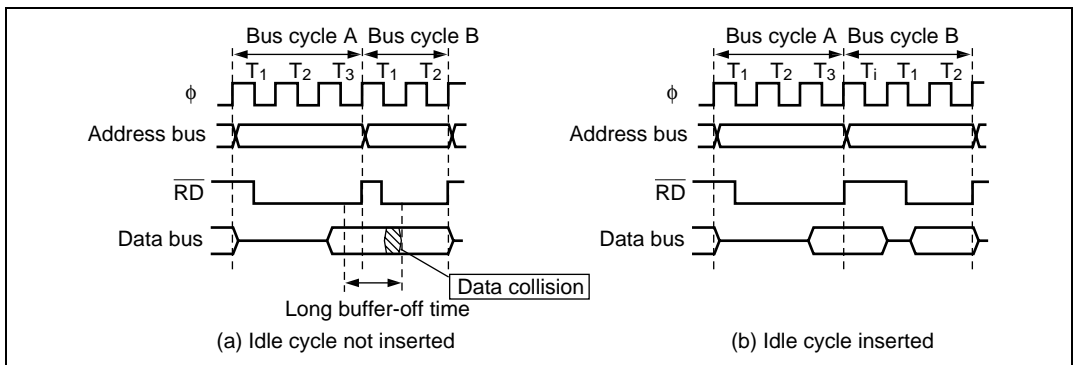 Bus cycle A Bus cycle B
T1 T2 T3 T1 T2
ϕ
Address bus
RD
Data bus
Data collision
Long buffer-off time
(a) Idle cycle not inserted
Bus cycle A Bus cycle B
T1 T2 T3 Ti T1 T2
ϕ
Address bus
RD
Data bus
(b) Idle cycle inserted